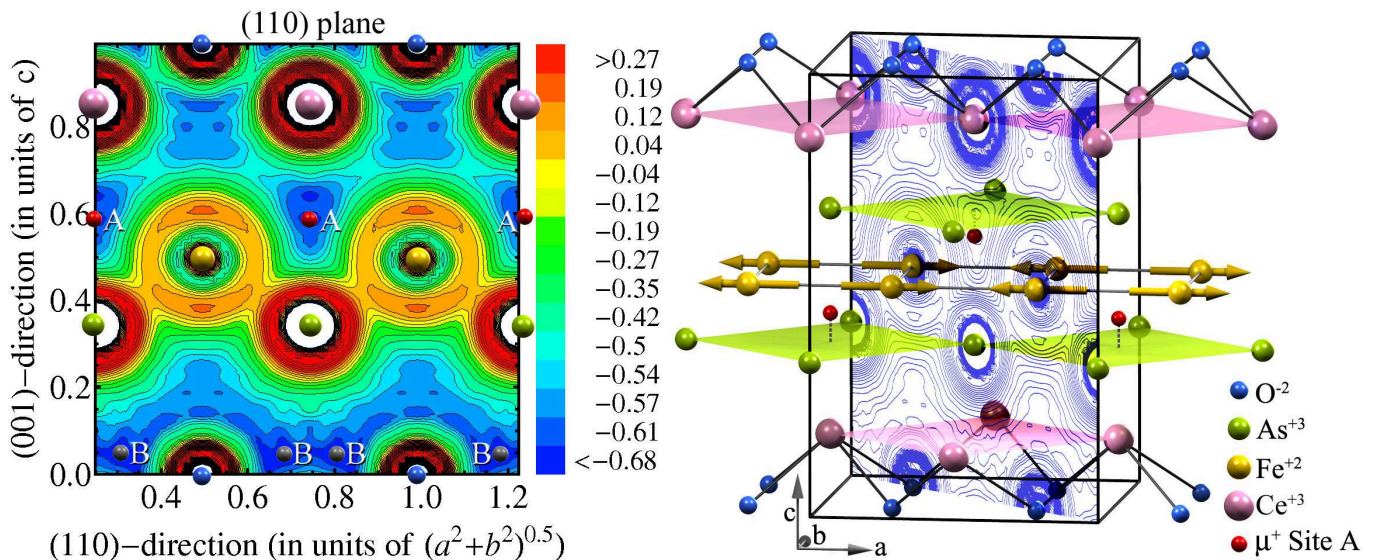 (110) plane
(001)−direction (in units of c)
0.8
0.6
0.4
0.2
0.0
A
A
A
B
B
B
B
0.4
0.6
0.8
1.0
1.2
(110)−direction (in units of (a²+b²)⁰·⁵)
>0.27
0.19
0.12
0.04
−0.04
−0.12
−0.19
−0.27
−0.35
−0.42
−0.5
−0.54
−0.57
−0.61
<−0.68
c
b
a
O⁻²
As⁺³
Fe⁺²
Ce⁺³
μ⁺ Site A